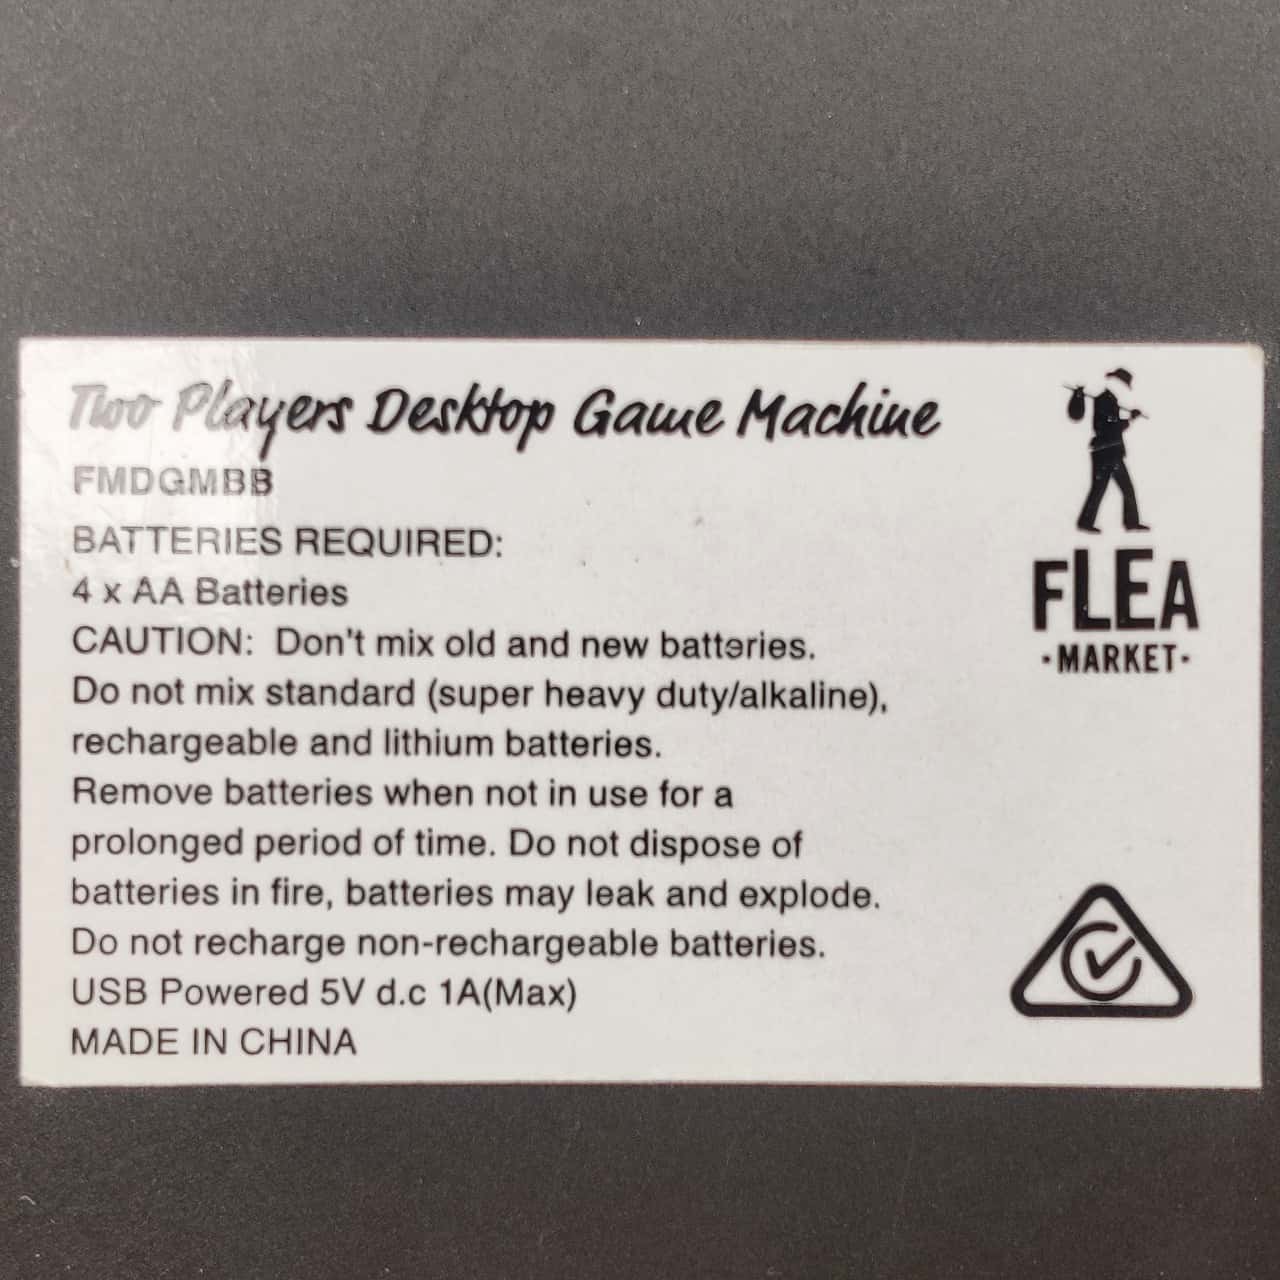 Two Players Desktop Game Machine
FMDGMBB
BATTERIES REQUIRED:
4 x AA Batteries
CAUTION: Don't mix old and new batteries.
Do not mix standard (super heavy duty/alkaline),
rechargeable and lithium batteries.
Remove batteries when not in use for a
prolonged period of time. Do not dispose of
batteries in fire, batteries may leak and explode.
Do not recharge non-rechargeable batteries.
USB Powered 5V d.c 1A(Max)
MADE IN CHINA
FLEA
·MARKET·